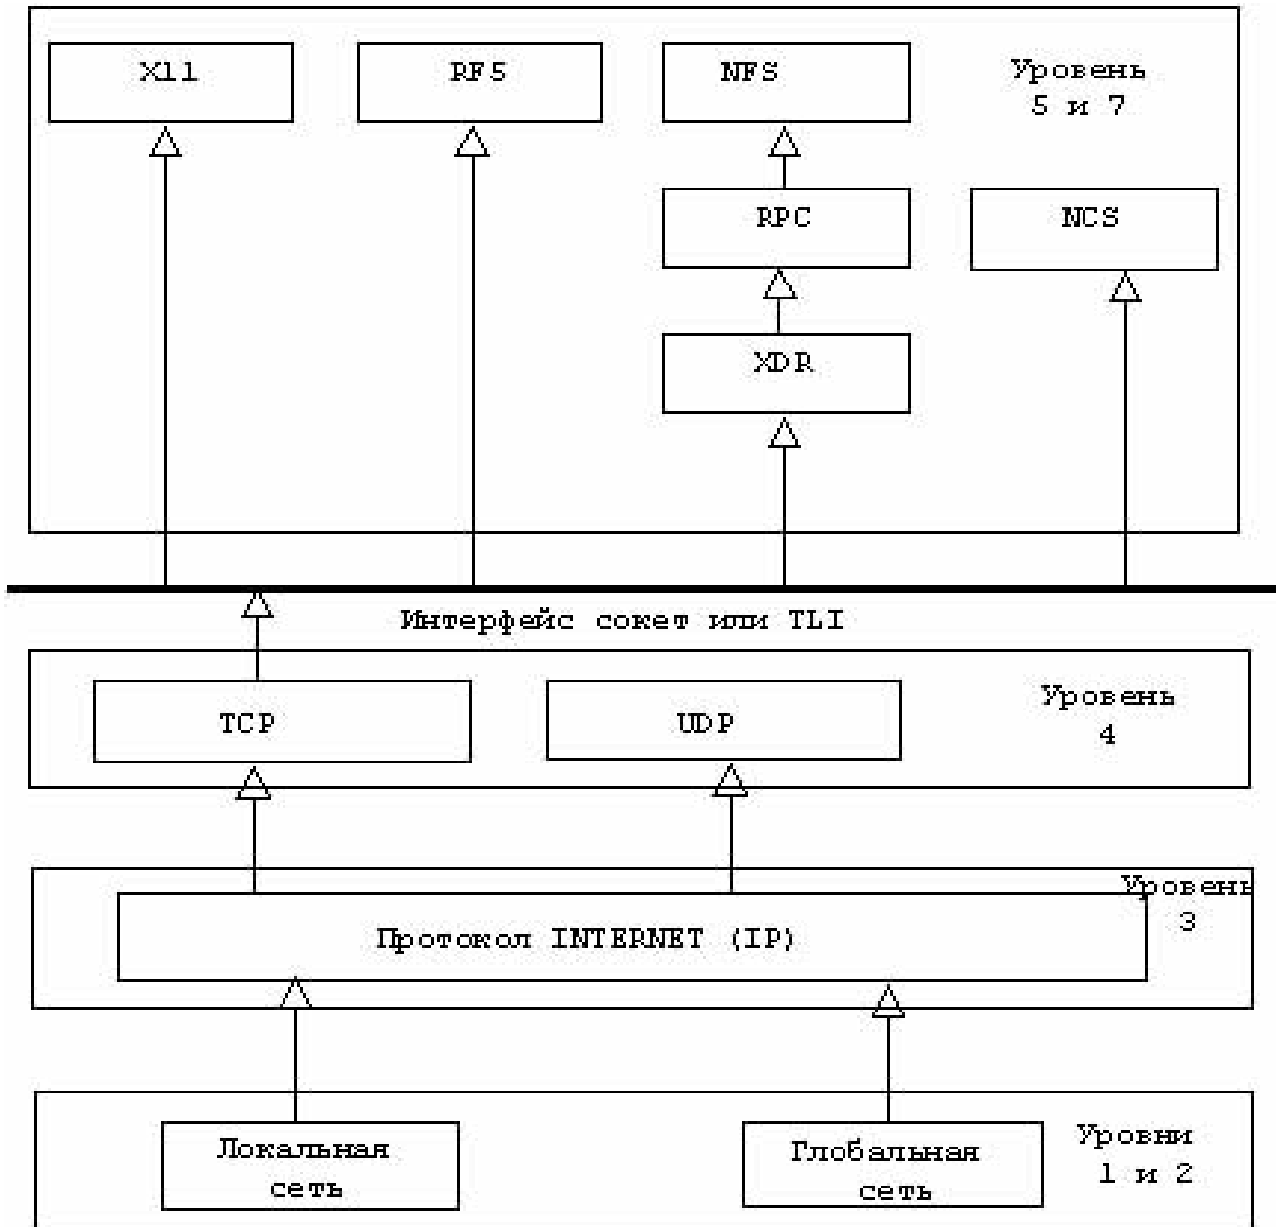 X11
RFS
NFS
Уровень
5 и 7
RPC
NCS
XDR
Интерфейс сокет или TLI
TCP
UDP
Уровень
4
Уровень
3
Протокол INTERNET (IP)
Локальная
сеть
Глобальная
сеть
Уровни
1 и 2